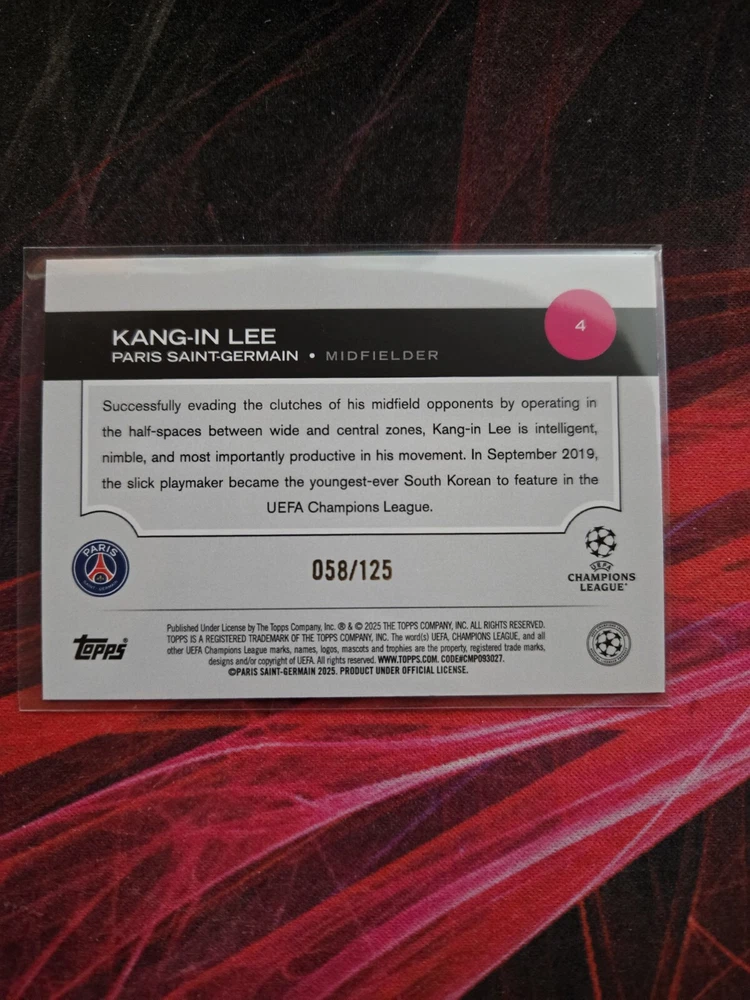 4
KANG-IN LEE
PARIS SAINT-GERMAIN • MIDFIELDER
Successfully evading the clutches of his midfield opponents by operating in
the half-spaces between wide and central zones, Kang-in Lee is intelligent,
nimble, and most importantly productive in his movement. In September 2019,
the slick playmaker became the youngest-ever South Korean to feature in the
UEFA Champions League.
PARIS
SAINT-GERMAIN
058/125
UEFA
CHAMPIONS
LEAGUE
Topps®
Published Under License by The Topps Company, Inc. ® & © 2025 THE TOPPS COMPANY, INC. ALL RIGHTS RESERVED.
TOPPS IS A REGISTERED TRADEMARK OF THE TOPPS COMPANY, INC. The word(s) UEFA, CHAMPIONS LEAGUE, and all
other UEFA Champions League marks, names, logos, mascots and trophies are the property, registered trade marks,
designs and/or copyright of UEFA. All rights reserved. WWW.TOPPS.COM. CODE#CMP093027.
©PARIS SAINT-GERMAIN 2025. PRODUCT UNDER OFFICIAL LICENSE.